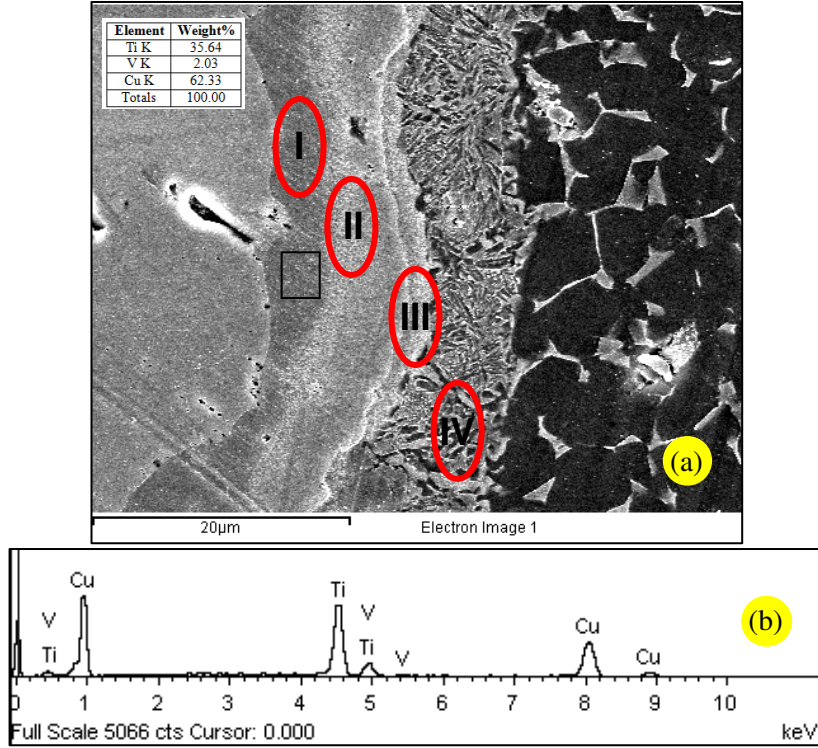 Element Weight%
Ti K 35.64
V K 2.03
Cu K 62.33
Totals 100.00
I
II
III
IV
(a)
20µm Electron Image 1
Cu Ti Cu
V V
Ti Ti V Cu
(b)
0 1 2 3 4 5 6 7 8 9 10
Full Scale 5066 cts Cursor: 0.000 keV